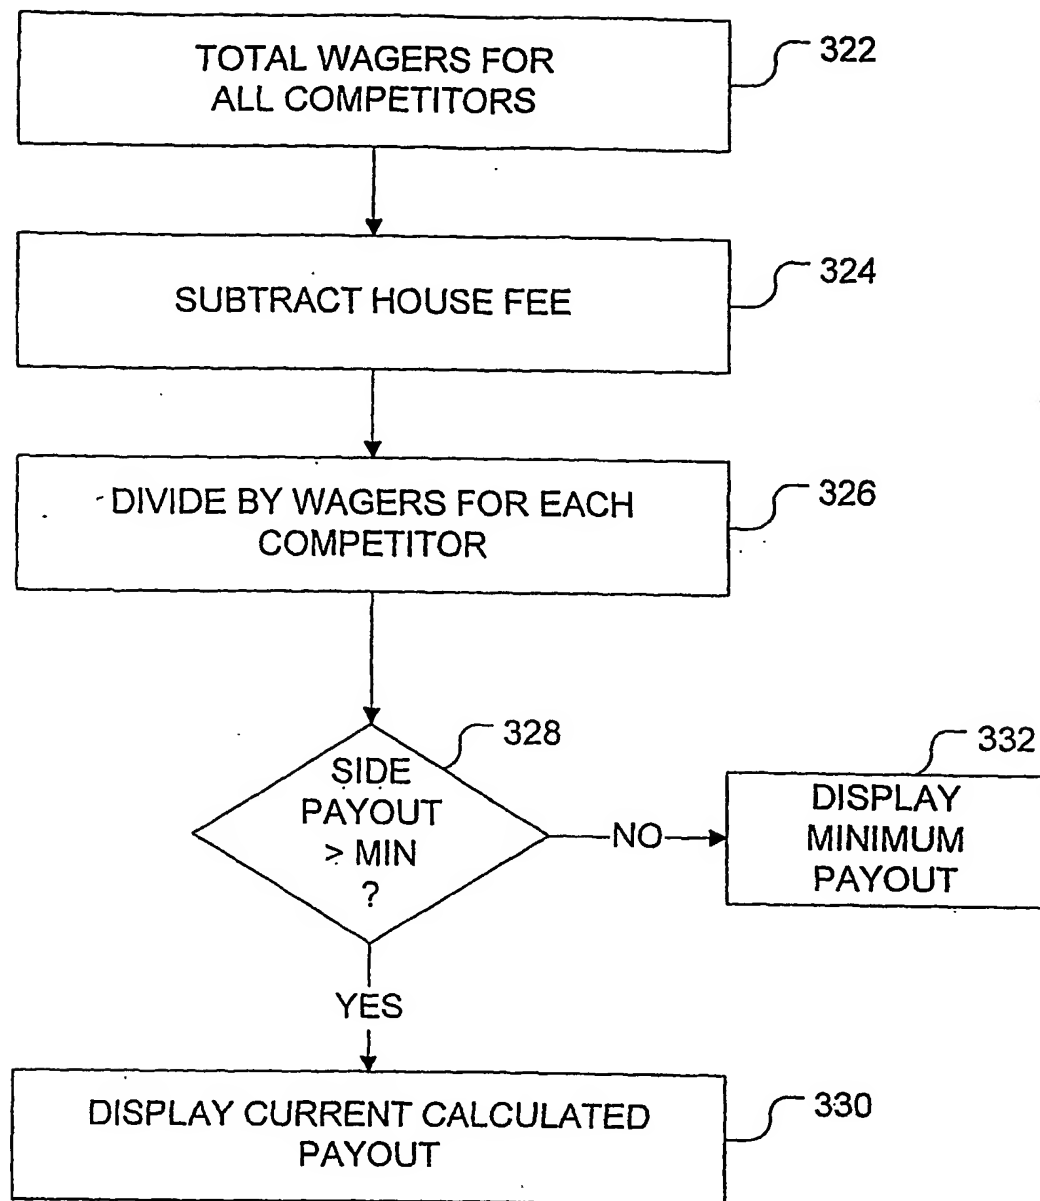 TOTAL WAGERS FOR
ALL COMPETITORS
322
SUBTRACT HOUSE FEE
324
DIVIDE BY WAGERS FOR EACH
COMPETITOR
326
328
SIDE
PAYOUT
> MIN
?
NO
332
DISPLAY
MINIMUM
PAYOUT
YES
DISPLAY CURRENT CALCULATED
PAYOUT
330